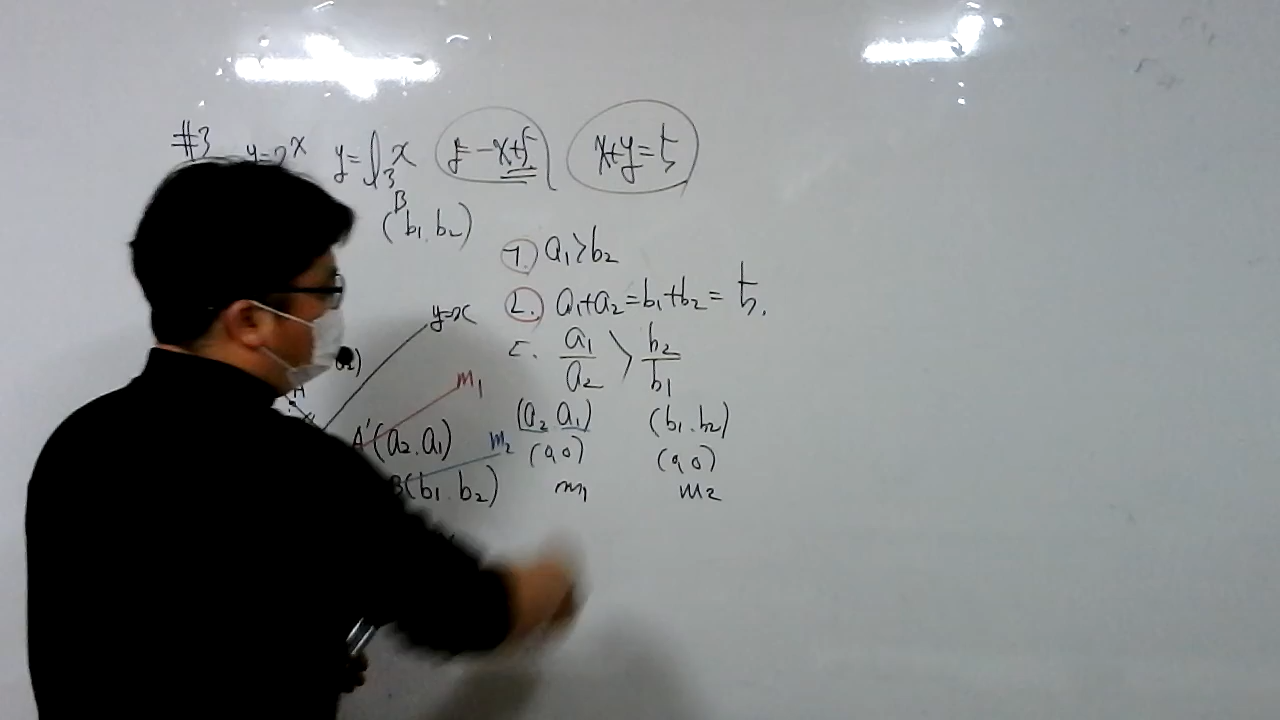 #3 y=2^x y=l_3 x y=-x+5 x+y=5
B
(b₁.b₂)
ㄱ. a₁>b₂
ㄴ. a₁+a₂=b₁+b₂=5.
ㄷ. a₁/a₂ > b₂/b₁
y=x
m₁
A'(a₂.a₁)
m₂
B(b₁.b₂)
(a₂ a₁) (b₁.b₂)
(0,0) (0,0)
m₁ m₂